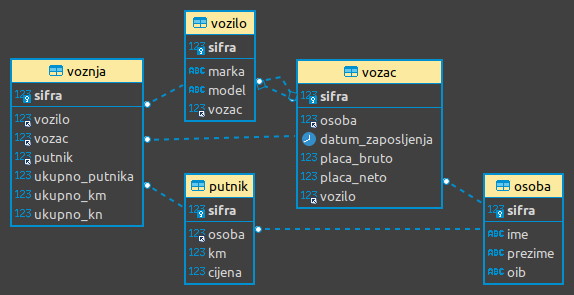 vozilo
123 sifra
ABC marka
ABC model
123 vozac
voznja
123 sifra
123 vozilo
123 vozac
123 putnik
123 ukupno_putnika
123 ukupno_km
123 ukupno_kn
vozac
123 sifra
123 osoba
datum_zaposljenja
123 placa_bruto
123 placa_neto
123 vozilo
putnik
123 sifra
123 osoba
123 km
123 cijena
osoba
123 sifra
ABC ime
ABC prezime
ABC oib